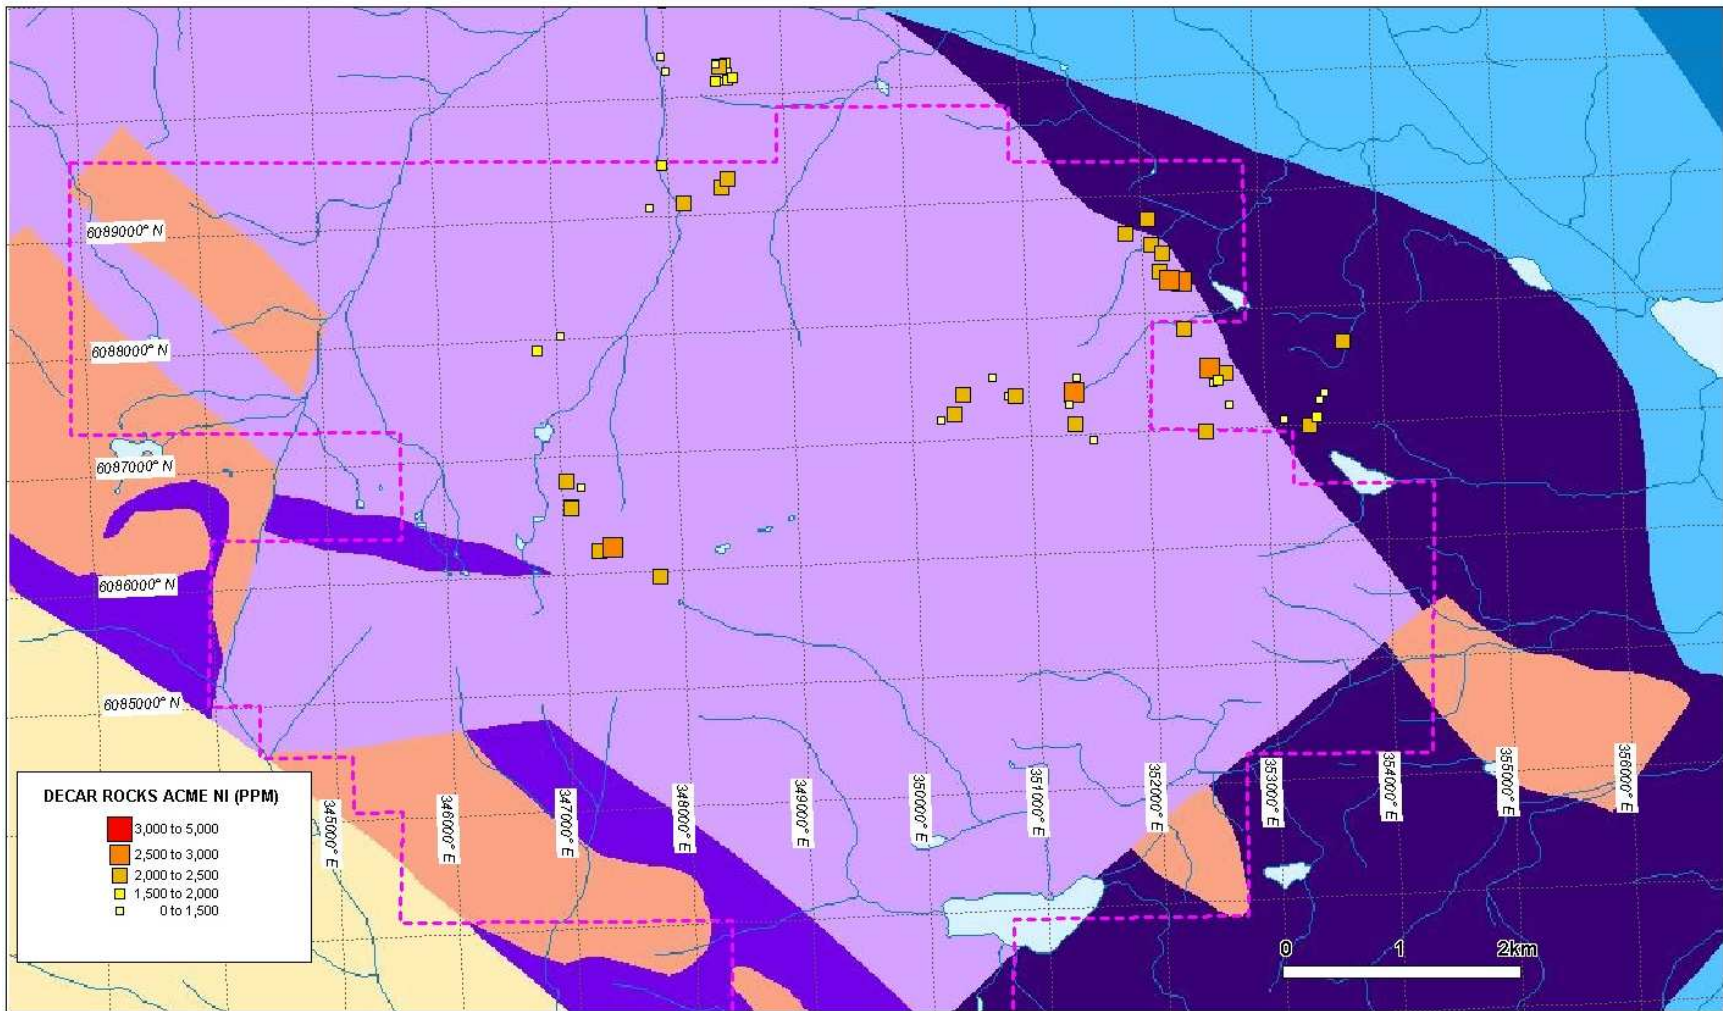 6089000° N
6088000° N
6087000° N
6086000° N
6085000° N
DECAR ROCKS ACME NI (PPM)
3,000 to 5,000
2,500 to 3,000
2,000 to 2,500
1,500 to 2,000
0 to 1,500
345000° E
346000° E
347000° E
348000° E
349000° E
350000° E
351000° E
352000° E
353000° E
354000° E
355000° E
356000° E
0 1 2km